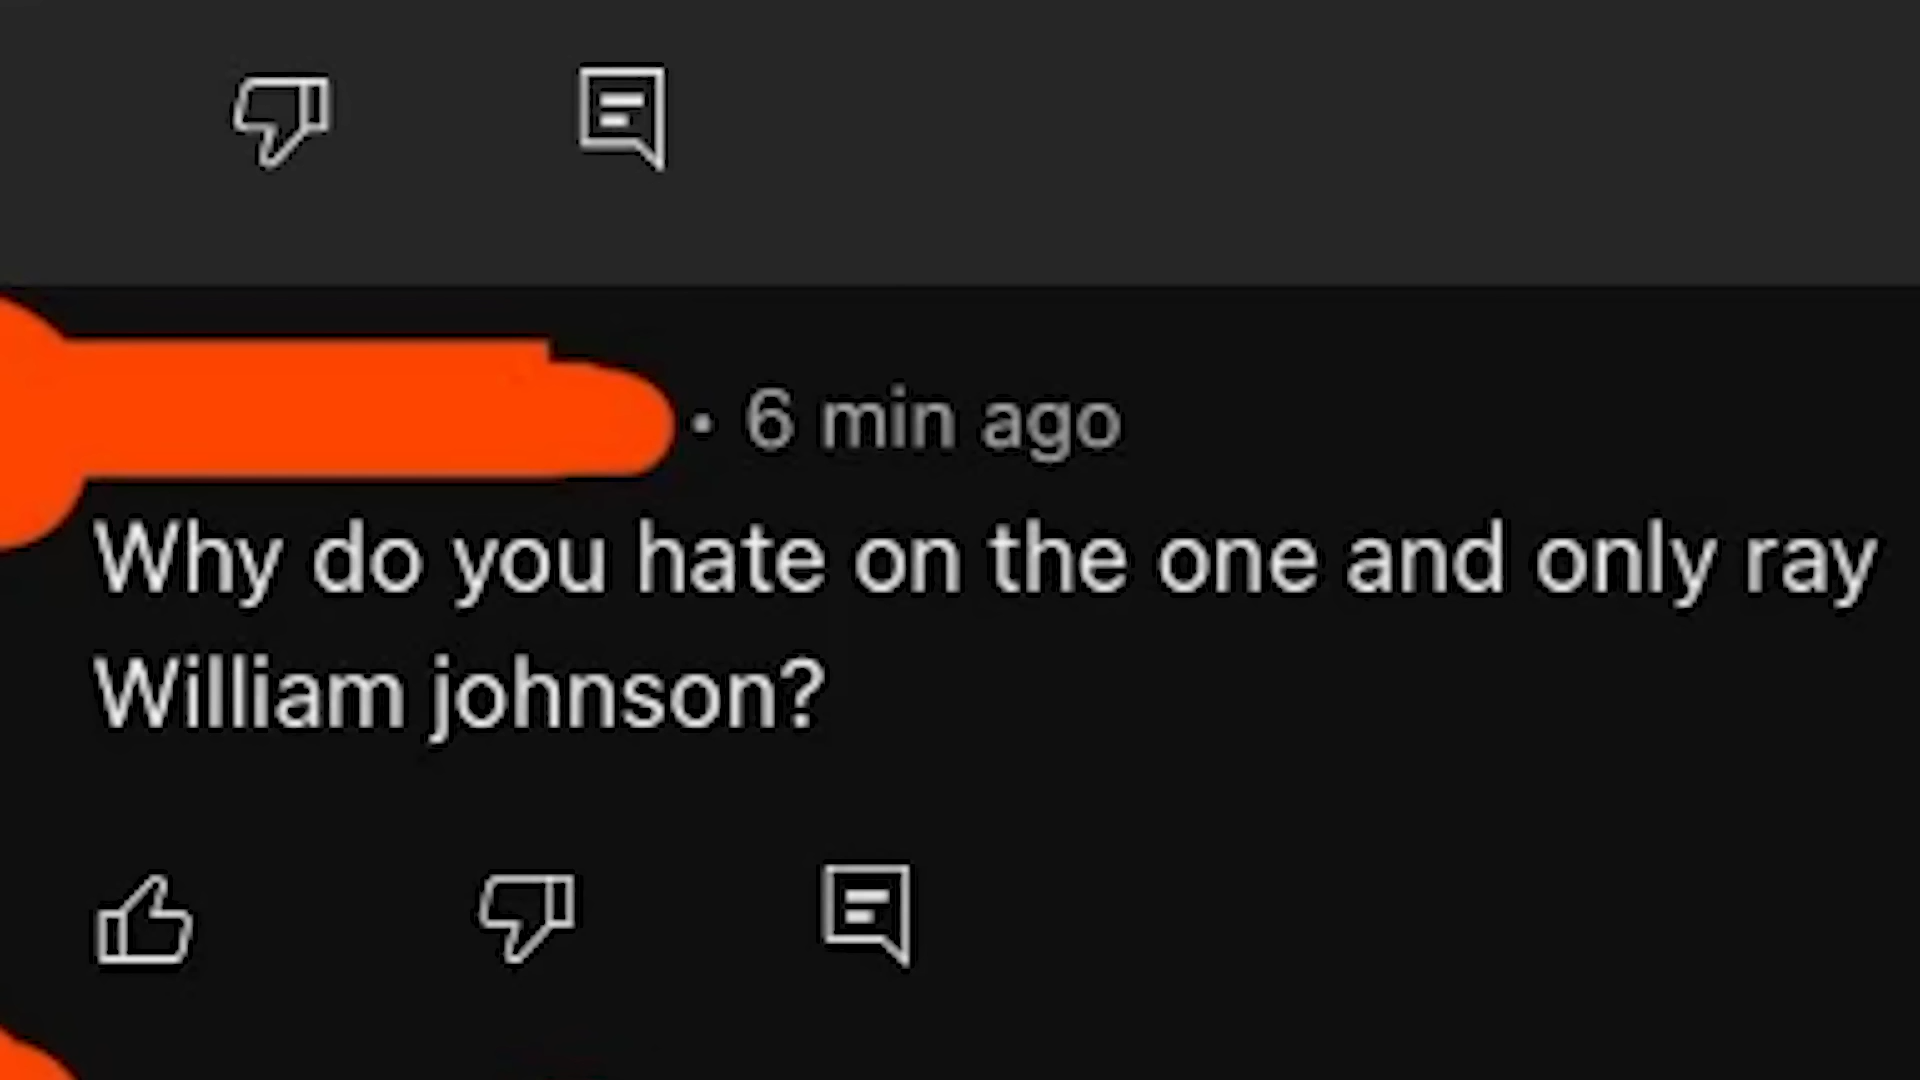 • 6 min ago
Why do you hate on the one and only ray
William johnson?